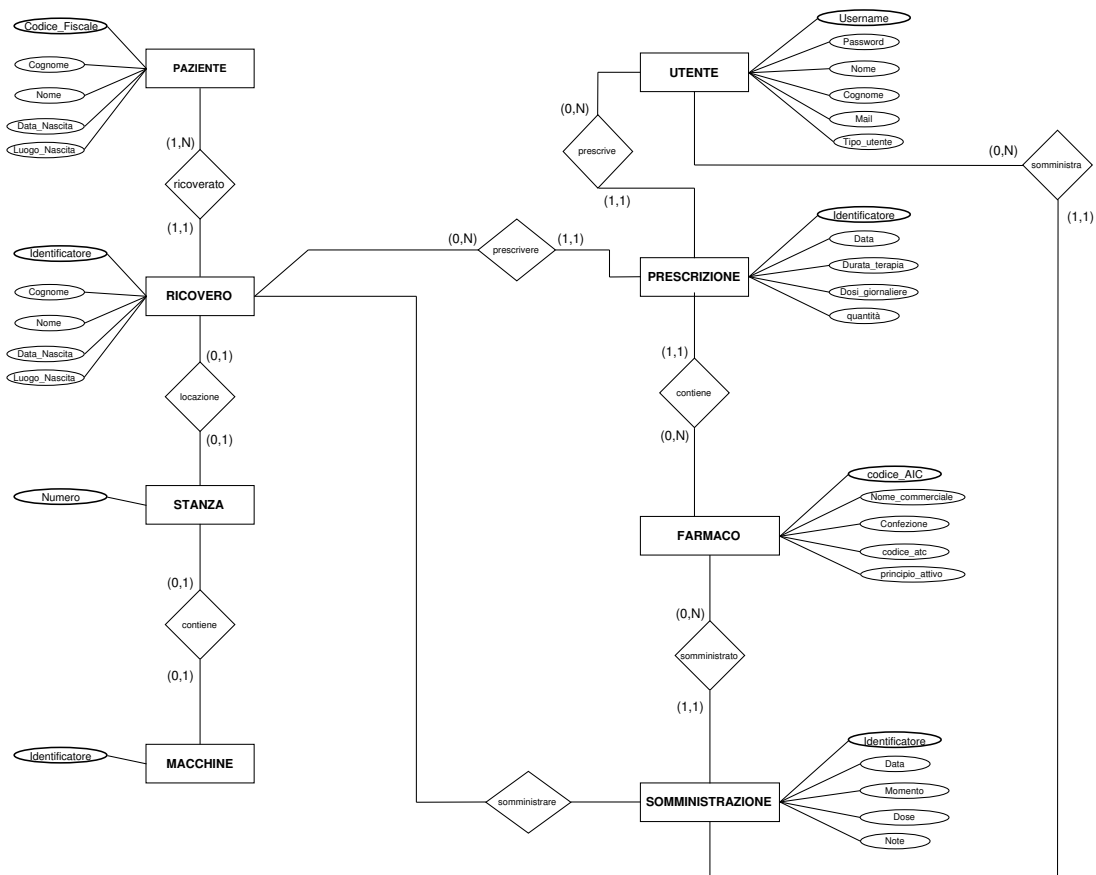 Codice_Fiscale
Cognome
Nome
Data_Nascita
Luogo_Nascita
PAZIENTE
(1,N)
ricoverato
(1,1)
Identificatore
Cognome
Nome
Data_Nascita
Luogo_Nascita
RICOVERO
(0,1)
locazione
(0,1)
Numero
STANZA
(0,1)
contiene
(0,1)
Identificatore
MACCHINE
(0,N)
prescrivere
(1,1)
somministrare
UTENTE
Username
Password
Nome
Cognome
Mail
Tipo_utente
(0,N)
prescrive
(1,1)
(0,N)
somministra
(1,1)
PRESCRIZIONE
Identificatore
Data
Durata_terapia
Dosi_giornaliere
quantità
(1,1)
contiene
(0,N)
FARMACO
codice_AIC
Nome_commerciale
Confezione
codice_atc
principio_attivo
(0,N)
somministrato
(1,1)
SOMMINISTRAZIONE
Identificatore
Data
Momento
Dose
Note